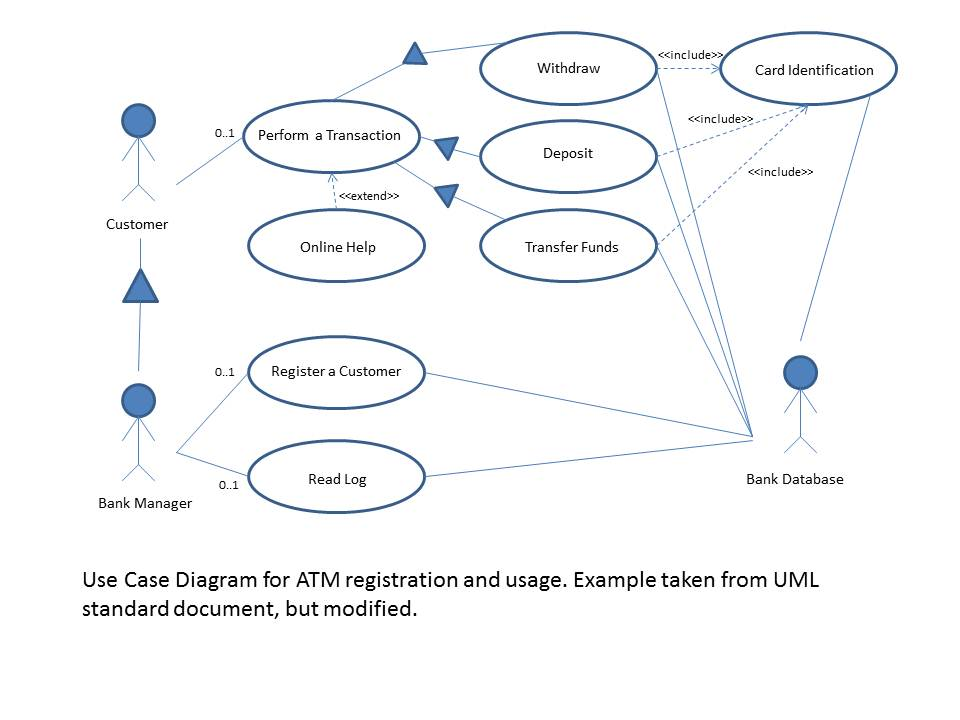 Withdraw
<<include>>
Card Identification
0..1
Perform  a Transaction
Deposit
<<include>>
<<include>>
<<extend>>
Customer
Online Help
Transfer Funds
0..1
Register a Customer
Read Log
0..1
Bank Manager
Bank Database
Use Case Diagram for ATM registration and usage. Example taken from UML
standard document, but modified.